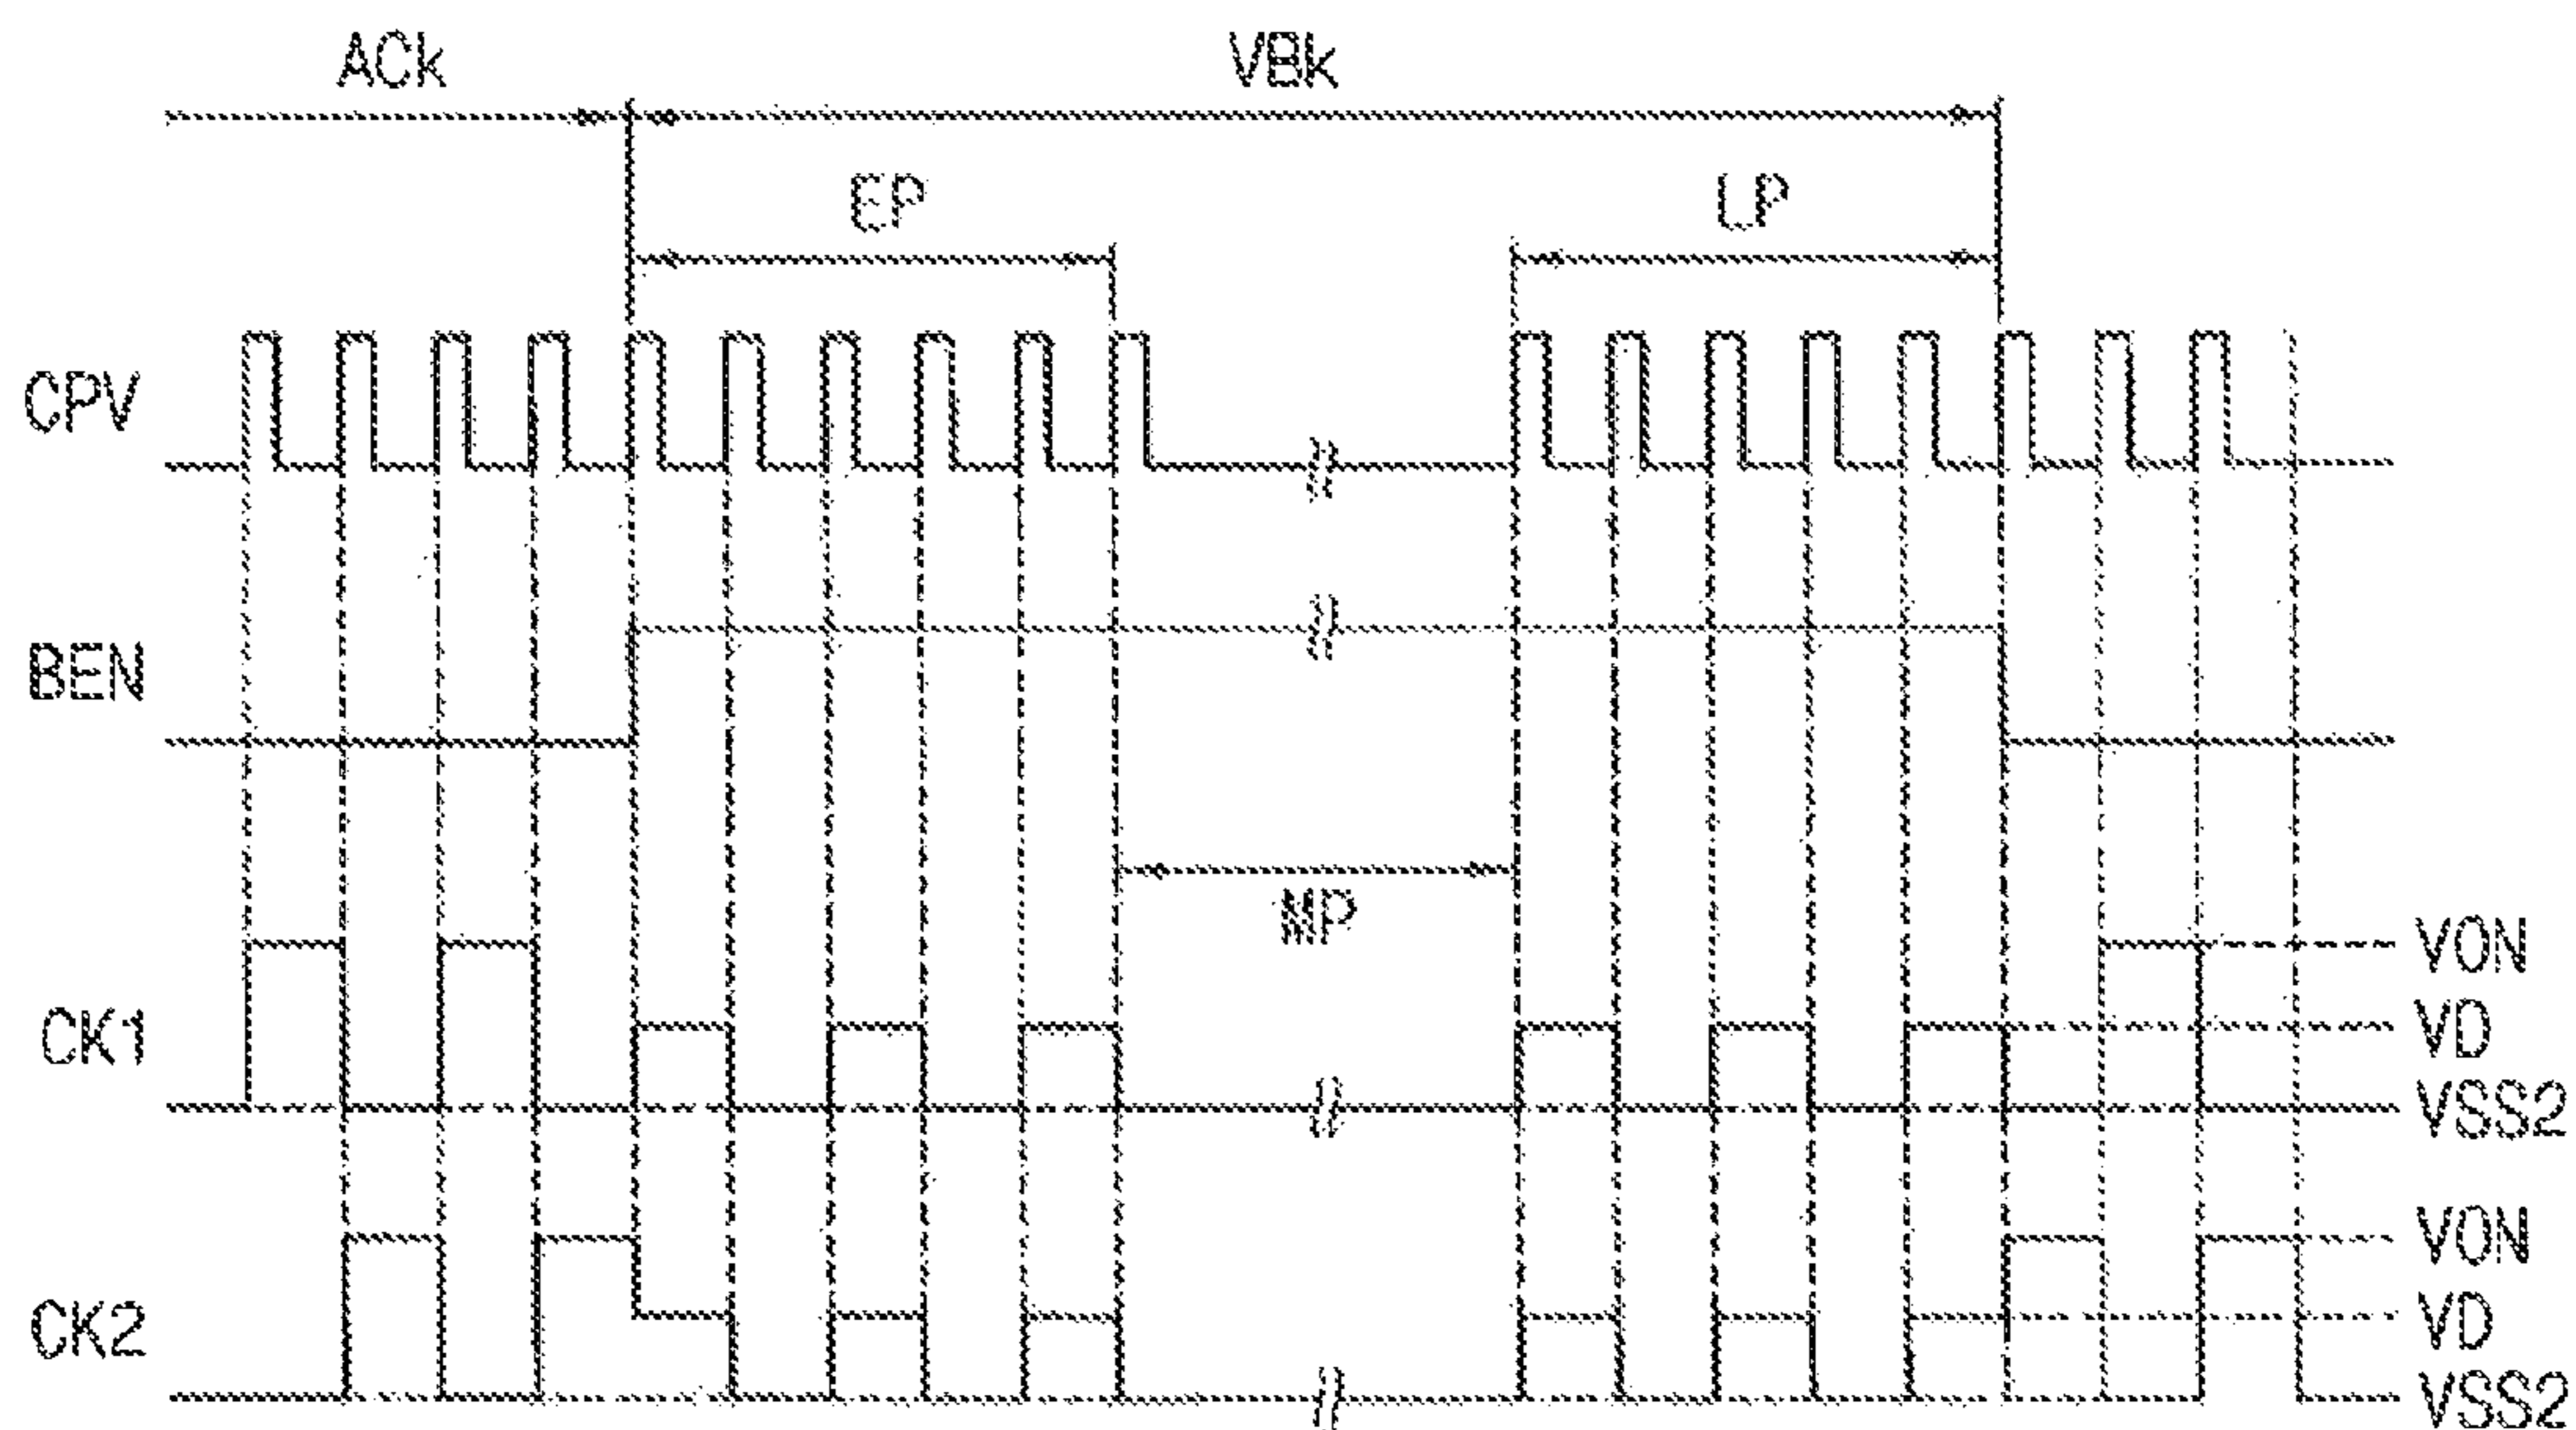 ACk
VBk
EP
LP
CPV
BEN
MP
CK1
VON
VD
VSS2
CK2
VON
VD
VSS2